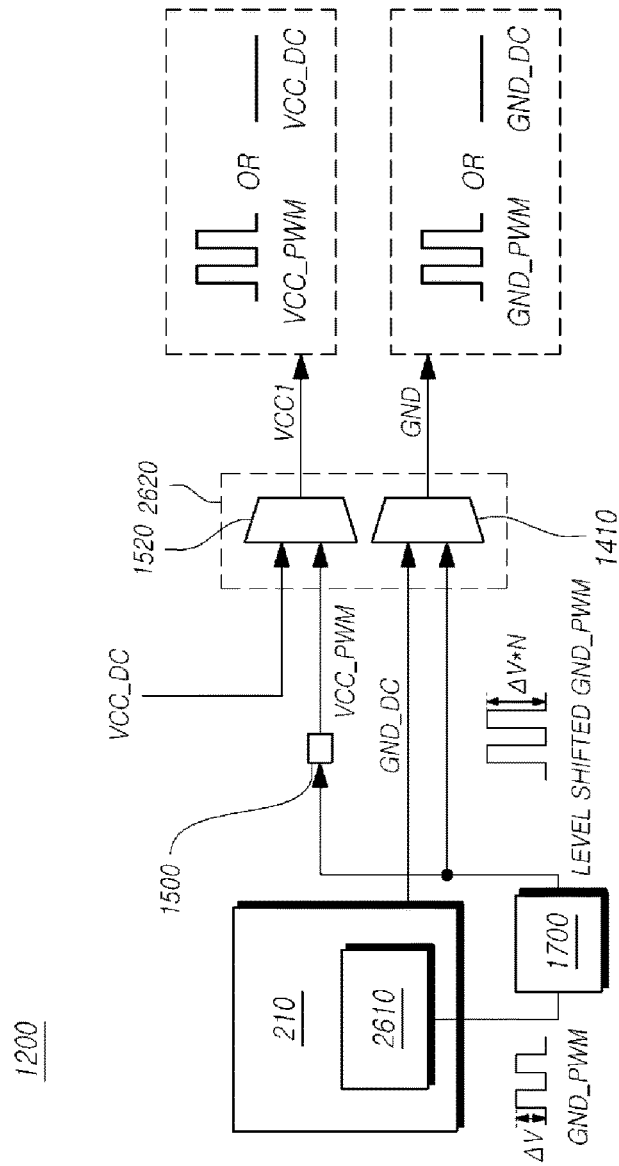 1200
210
2610
1700
ΔV
GND_PWM
ΔV*N
LEVEL SHIFTED GND_PWM
1500
VCC_DC
VCC_PWM
GND_DC
1520
2620
1410
VCC1
GND
VCC_PWM OR VCC_DC
GND_PWM OR GND_DC